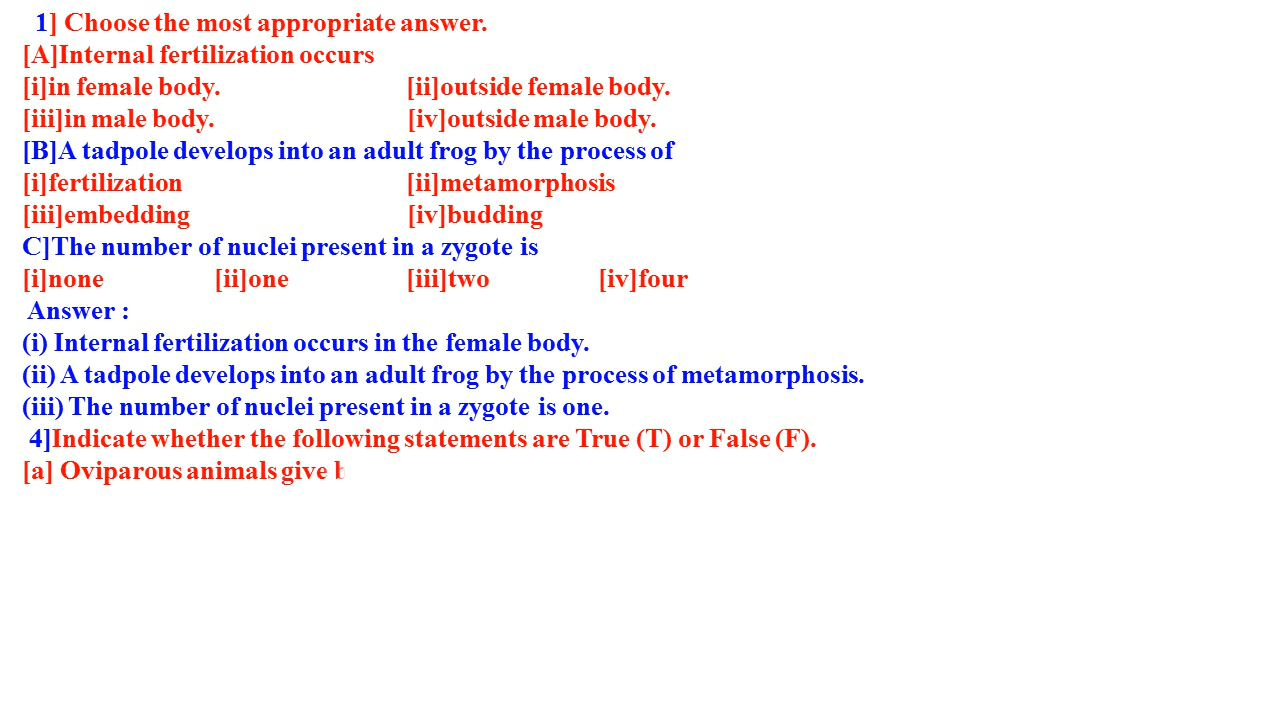 1] Choose the most appropriate answer.
[A]Internal fertilization occurs
[i]in female body. [ii]outside female body.
[iii]in male body. [iv]outside male body.
[B]A tadpole develops into an adult frog by the process of
[i]fertilization [ii]metamorphosis
[iii]embedding [iv]budding
C]The number of nuclei present in a zygote is
[i]none [ii]one [iii]two [iv]four
Answer :
(i) Internal fertilization occurs in the female body.
(ii) A tadpole develops into an adult frog by the process of metamorphosis.
(iii) The number of nuclei present in a zygote is one.
4]Indicate whether the following statements are True (T) or False (F).
[a] Oviparous animals give